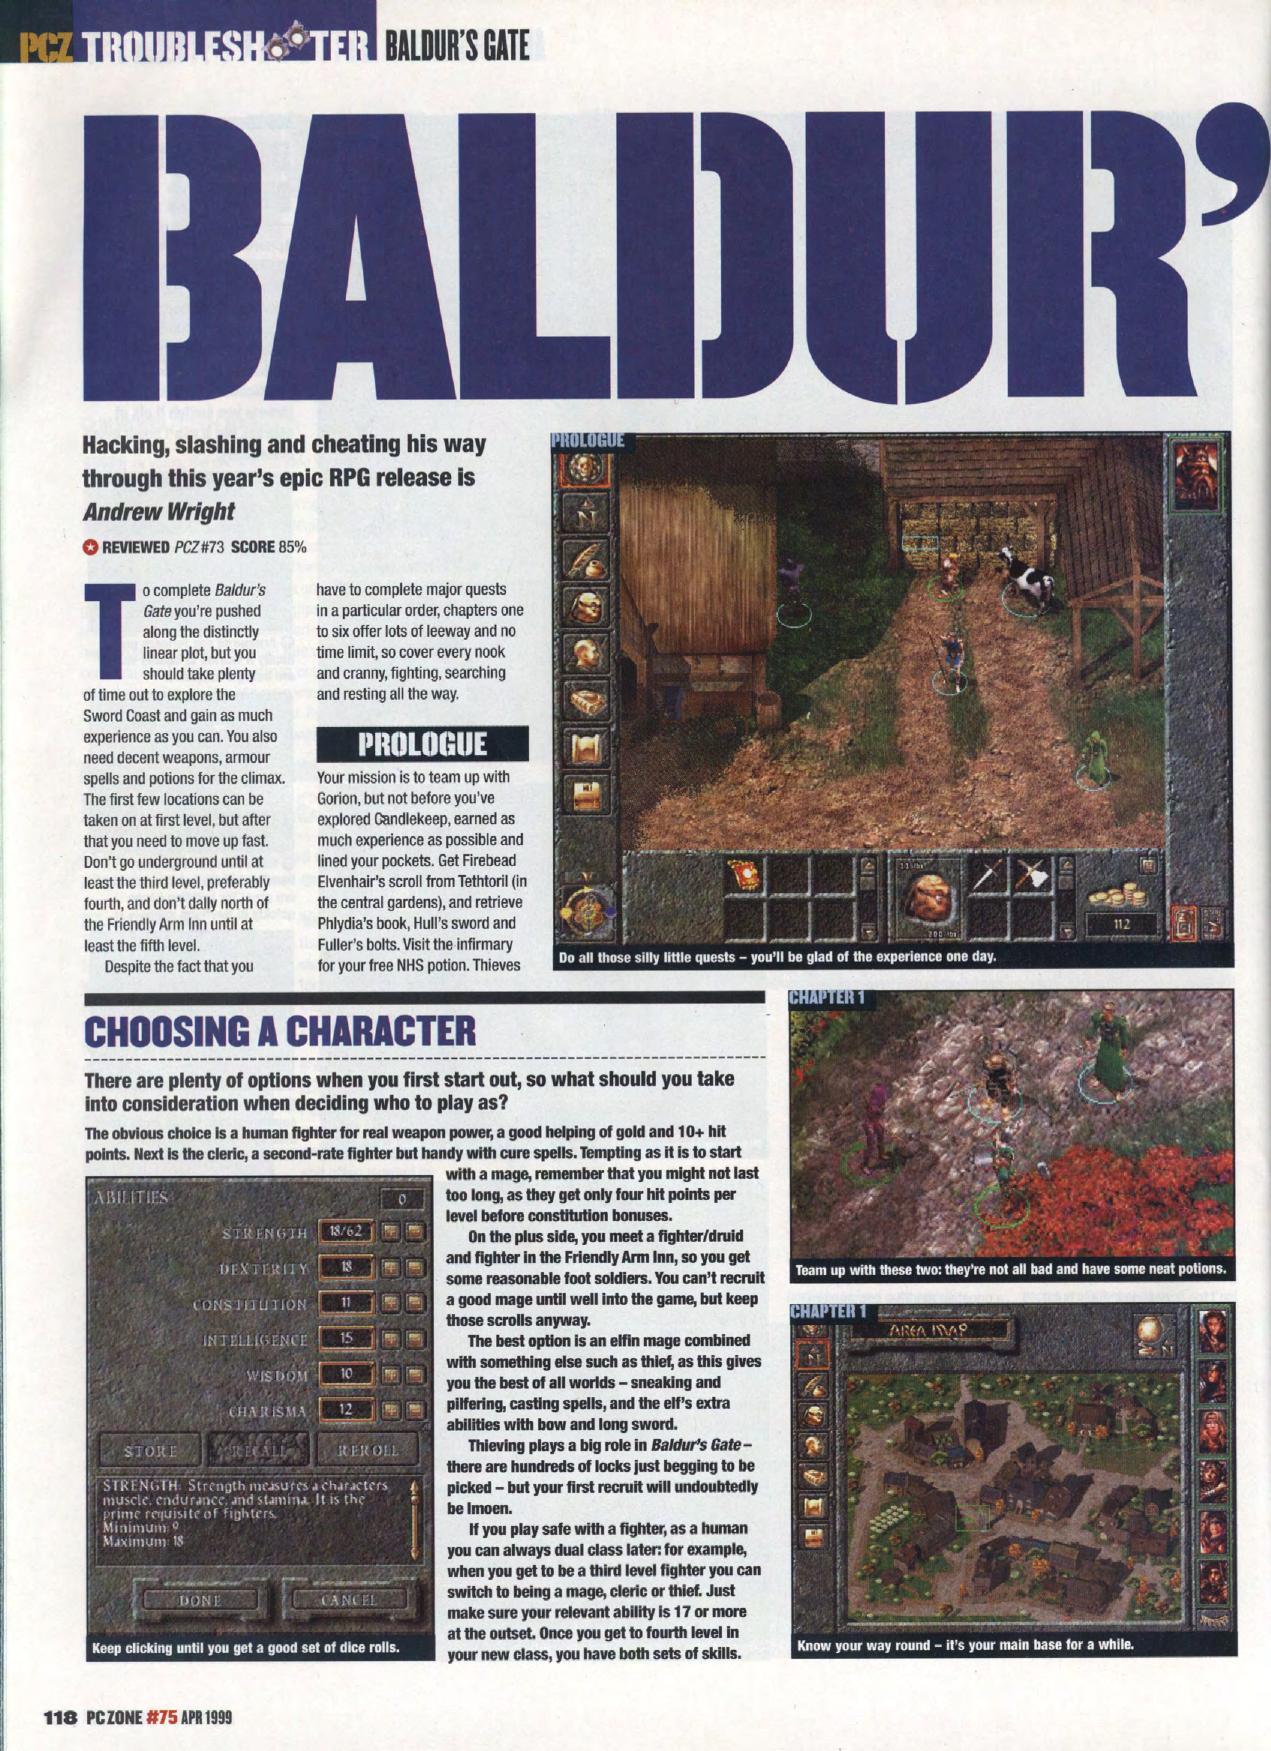 PCZ TROUBLESHOOTER BALDUR'S GATE
BALDUR'
Hacking, slashing and cheating his way
through this year's epic RPG release is
Andrew Wright
REVIEWED PCZ #73 SCORE 85%
To complete Baldur's
Gate you're pushed
along the distinctly
linear plot, but you
should take plenty
of time out to explore the
Sword Coast and gain as much
experience as you can. You also
need decent weapons, armour
spells and potions for the climax.
The first few locations can be
taken on at first level, but after
that you need to move up fast.
Don't go underground until at
least the third level, preferably
fourth, and don't dally north of
the Friendly Arm Inn until at
least the fifth level.
Despite the fact that you
have to complete major quests
in a particular order, chapters one
to six offer lots of leeway and no
time limit, so cover every nook
and cranny, fighting, searching
and resting all the way.
PROLOGUE
Your mission is to team up with
Gorion, but not before you've
explored Candlekeep, earned as
much experience as possible and
lined your pockets. Get Firebead
Elvenhair's scroll from Tethtoril (in
the central gardens), and retrieve
Phlydia's book, Hull's sword and
Fuller's bolts. Visit the infirmary
for your free NHS potion. Thieves
PROLOGUE
N
112
Do all those silly little quests – you'll be glad of the experience one day.
CHOOSING A CHARACTER
There are plenty of options when you first start out, so what should you take
into consideration when deciding who to play as?
The obvious choice is a human fighter for real weapon power, a good helping of gold and 10+ hit
points. Next is the cleric, a second-rate fighter but handy with cure spells. Tempting as it is to start
with a mage, remember that you might not last
too long, as they get only four hit points per
level before constitution bonuses.
On the plus side, you meet a fighter/druid
and fighter in the Friendly Arm Inn, so you get
some reasonable foot soldiers. You can't recruit
a good mage until well into the game, but keep
those scrolls anyway.
The best option is an elfin mage combined
with something else such as thief, as this gives
you the best of all worlds – sneaking and
pilfering, casting spells, and the elf's extra
abilities with bow and long sword.
Thieving plays a big role in Baldur's Gate –
there are hundreds of locks just begging to be
picked – but your first recruit will undoubtedly
be Imoen.
If you play safe with a fighter, as a human
you can always dual class later: for example,
when you get to be a third level fighter you can
switch to being a mage, cleric or thief. Just
make sure your relevant ability is 17 or more
at the outset. Once you get to fourth level in
your new class, you have both sets of skills.
ABILITIES 0
STRENGTH 18/62
DEXTERITY 18
CONSTITUTION 11
INTELLIGENCE 15
WISDOM 10
CHARISMA 12
STORE RECALL REROLL
STRENGTH: Strength measures a characters
muscle, endurance, and stamina. It is the
prime requisite of fighters.
Minimum: 9
Maximum: 18
DONE CANCEL
Keep clicking until you get a good set of dice rolls.
CHAPTER 1
Team up with these two: they're not all bad and have some neat potions.
CHAPTER 1
AREA MAP
N
Know your way round – it's your main base for a while.
118 PC ZONE #75 APR 1999